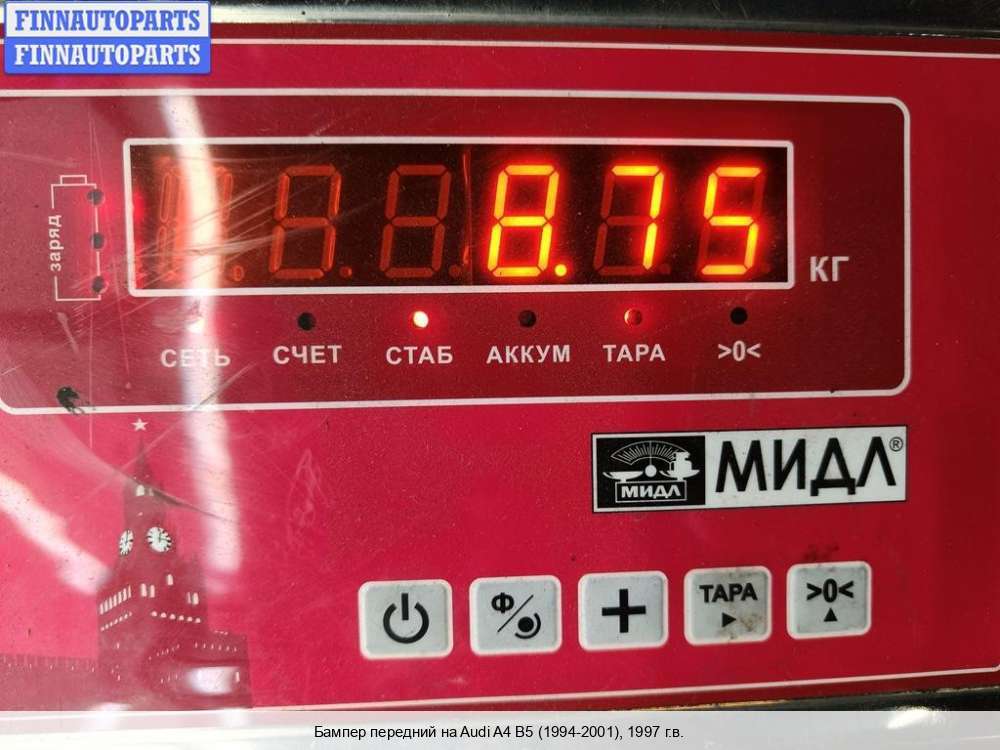 FINNAUTOPARTS
FINNAUTOPARTS
заряд
8.75
КГ
СЕТЬ СЧЕТ СТАБ АККУМ ТАРА >0<
МИДЛ МИДЛ®
Ф ТАРА >0<
Бампер передний на Audi A4 B5 (1994-2001), 1997 г.в.